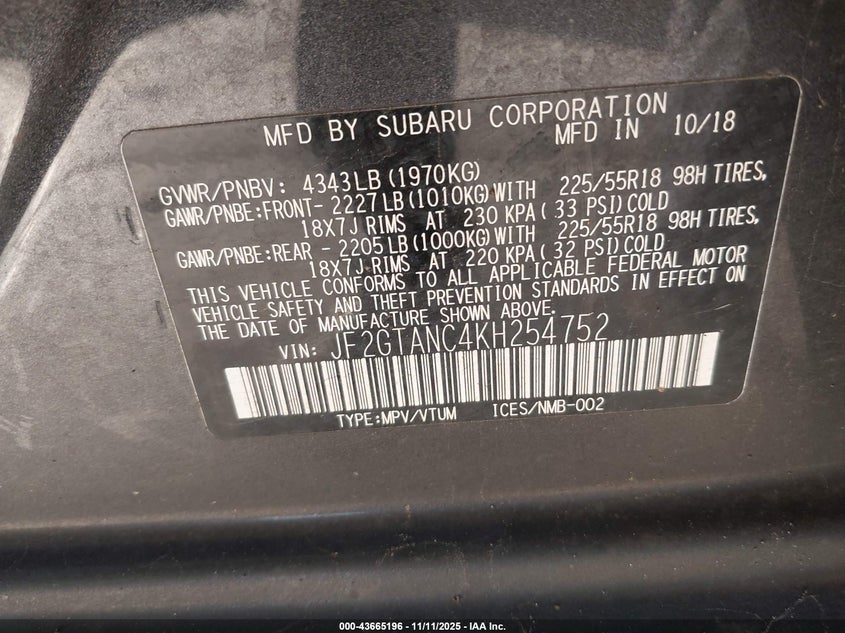 MFD BY SUBARU CORPORATION
MFD IN 10/18
GVWR/PNBV: 4343LB(1970KG)
GAWR/PNBE:FRONT- 2227LB(1010KG)WITH 225/55R18 98H TIRES,
18X7J RIMS AT 230 KPA( 33 PSI)COLD
GAWR/PNBE:REAR - 2205LB(1000KG)WITH 225/55R18 98H TIRES,
18X7J RIMS AT 220 KPA( 32 PSI)COLD
THIS VEHICLE CONFORMS TO ALL APPLICABLE FEDERAL MOTOR
VEHICLE SAFETY AND THEFT PREVENTION STANDARDS IN EFFECT ON
THE DATE OF MANUFACTURE SHOWN ABOVE.
VIN: JF2GTANC4KH254752
TYPE:MPV/VTUM ICES/NMB-002
000-43665196 - 11/11/2025 - IAA Inc.